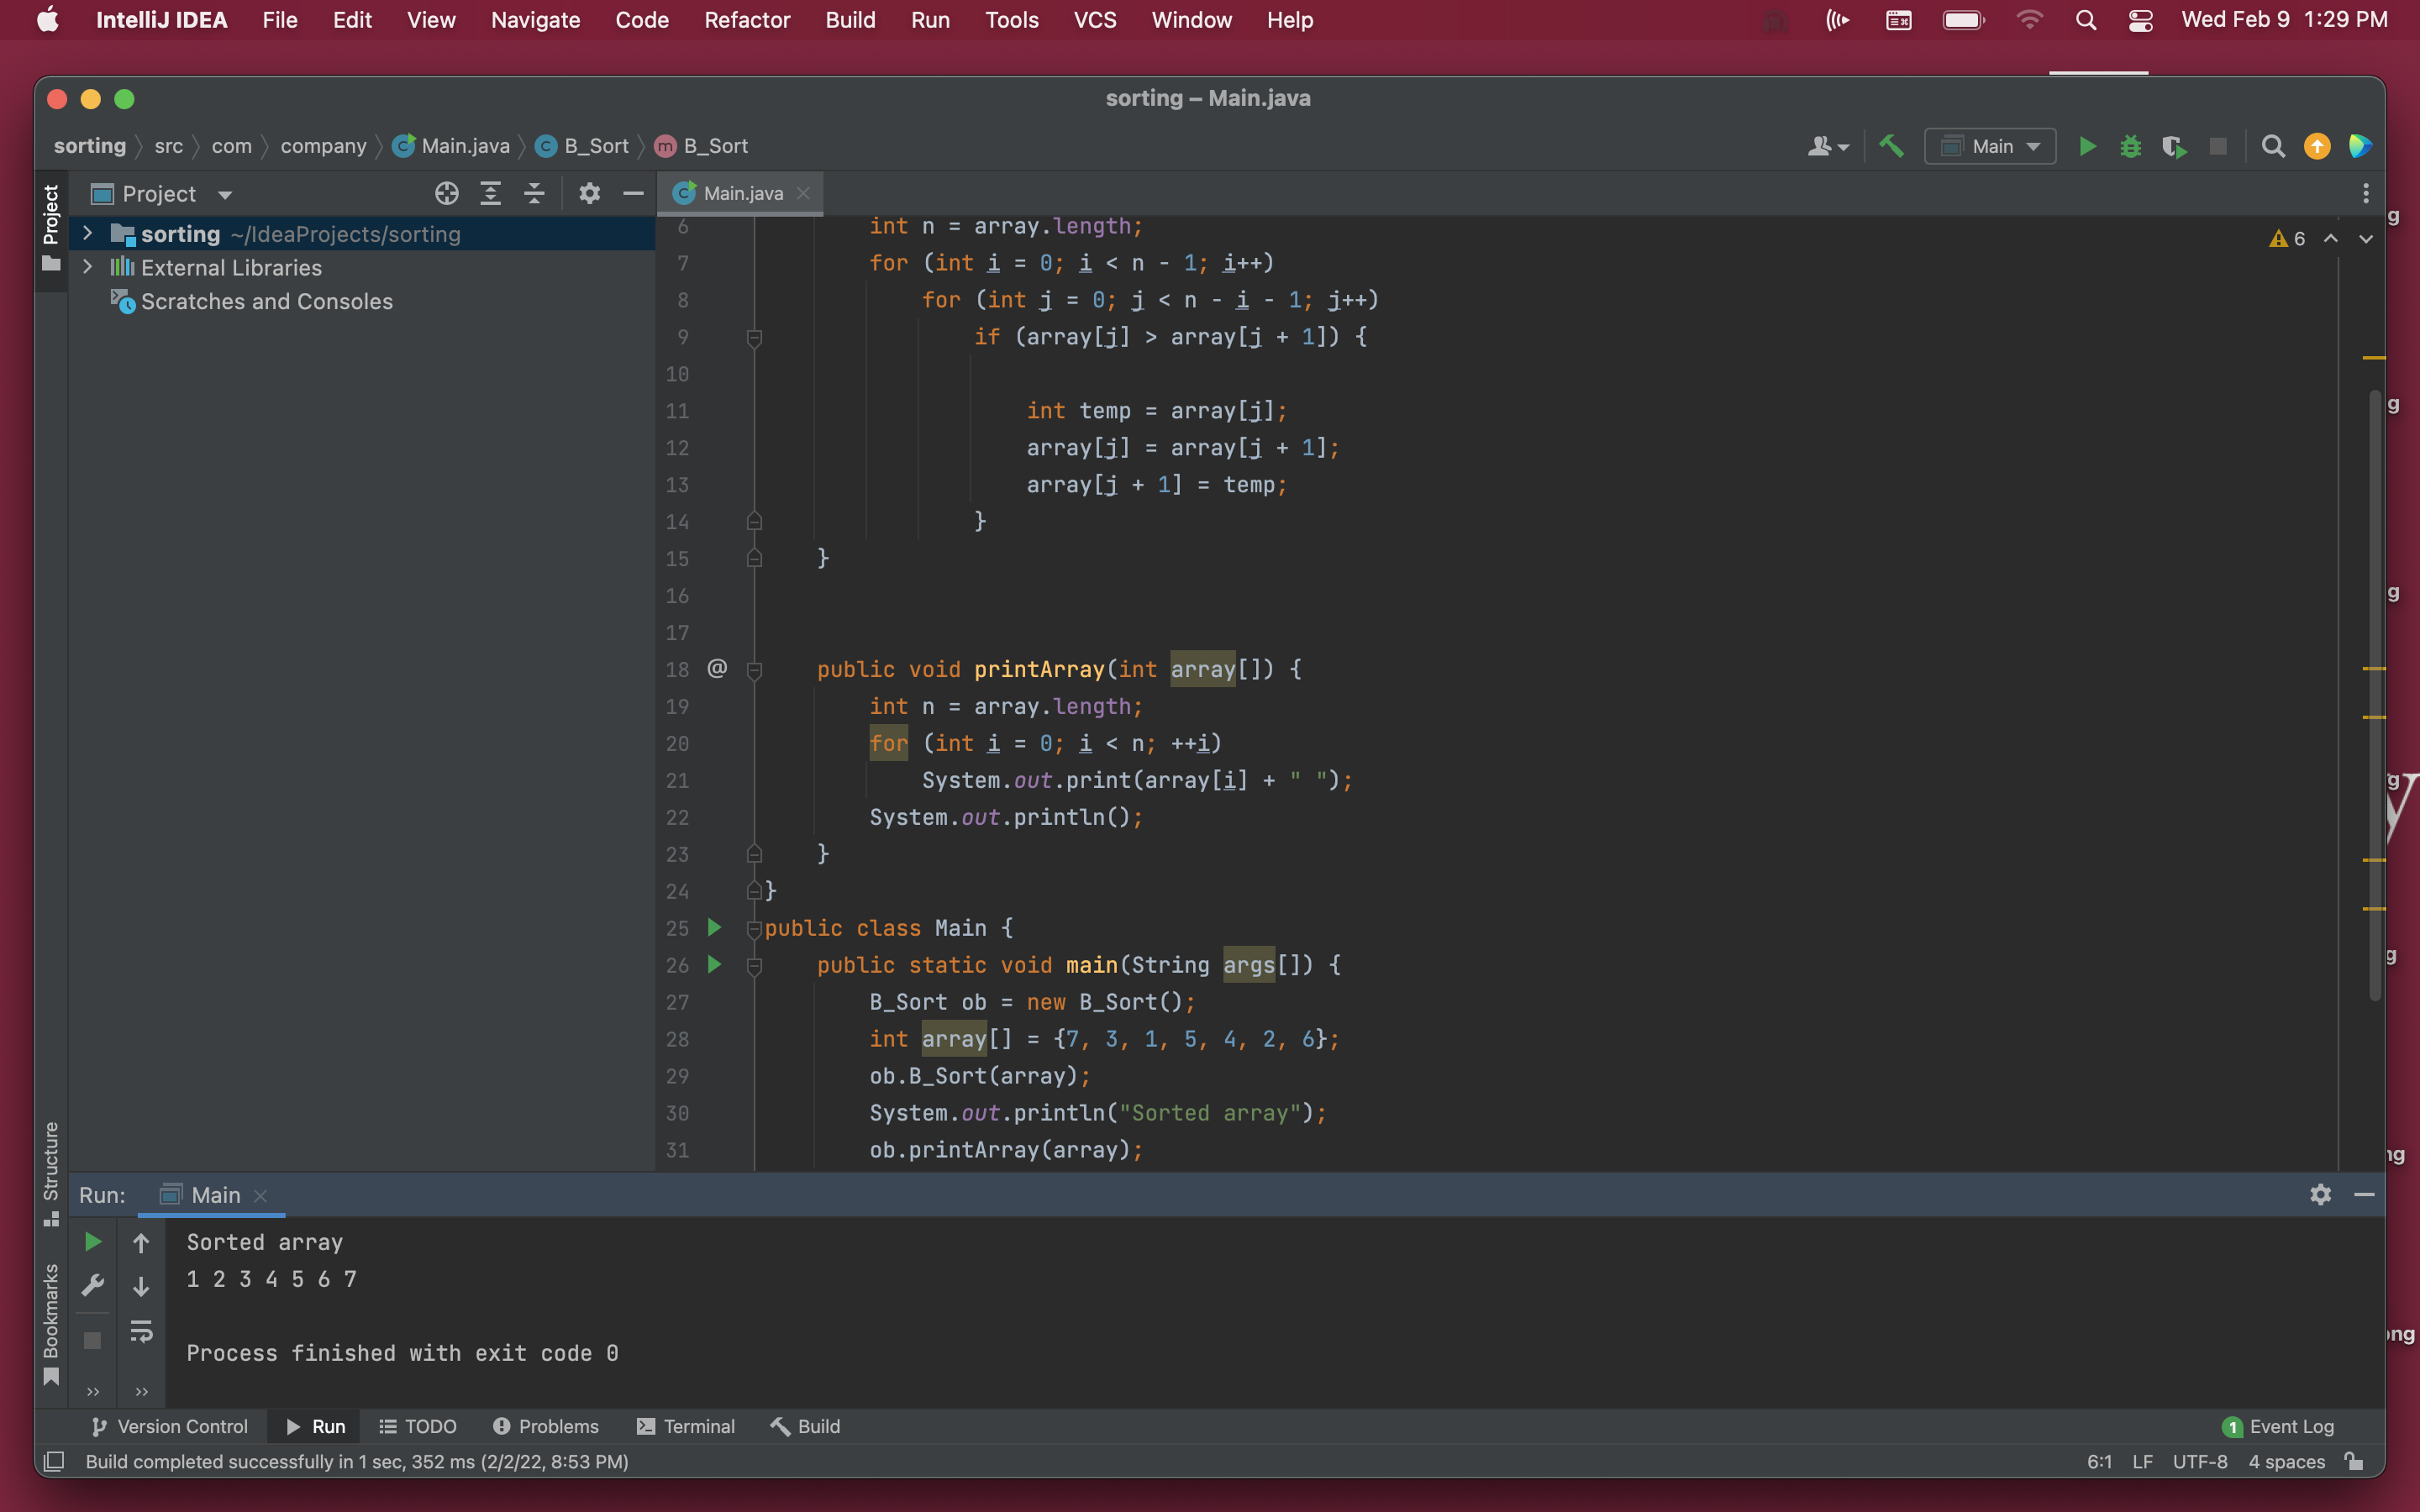 IntelliJ IDEA File Edit View Navigate Code Refactor Build Run Tools VCS Window Help Wed Feb 9 1:29 PM
sorting – Main.java
sorting src com company Main.java B_Sort B_Sort Main
Project Project Main.java
sorting ~/IdeaProjects/sorting
External Libraries
Scratches and Consoles
6 int n = array.length; 6
7 for (int i = 0; i < n - 1; i++)
8 for (int j = 0; j < n - i - 1; j++)
9 if (array[j] > array[j + 1]) {
10
11 int temp = array[j];
12 array[j] = array[j + 1];
13 array[j + 1] = temp;
14 }
15 }
16
17
18 @ public void printArray(int array[]) {
19 int n = array.length;
20 for (int i = 0; i < n; ++i)
21 System.out.print(array[i] + " ");
22 System.out.println();
23 }
24 }
25 public class Main {
26 public static void main(String args[]) {
27 B_Sort ob = new B_Sort();
28 int array[] = {7, 3, 1, 5, 4, 2, 6};
29 ob.B_Sort(array);
30 System.out.println("Sorted array");
31 ob.printArray(array);
Structure
Bookmarks
Run: Main
Sorted array
1 2 3 4 5 6 7
Process finished with exit code 0
Version Control Run TODO Problems Terminal Build 1 Event Log
Build completed successfully in 1 sec, 352 ms (2/2/22, 8:53 PM) 6:1 LF UTF-8 4 spaces